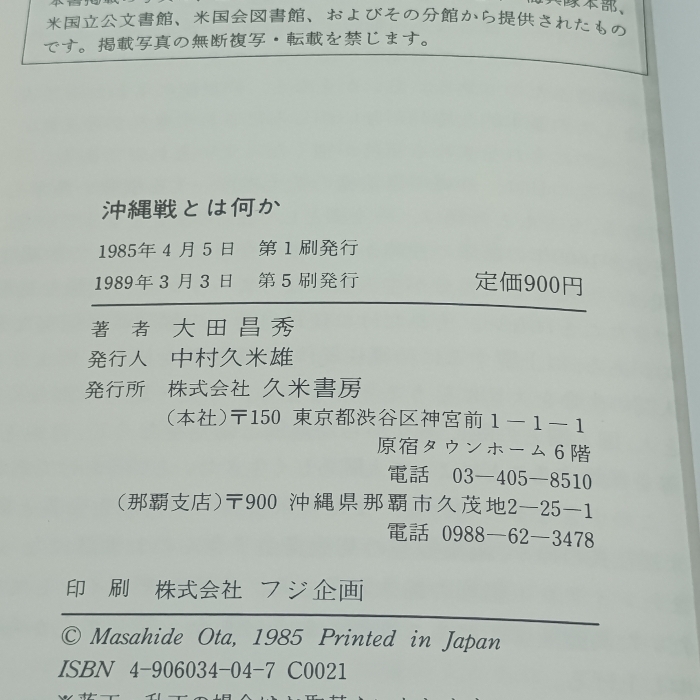 米国立公文書館、米国会図書館、およびその分館から提供されたもの
です。掲載写真の無断複写・転載を禁じます。
沖縄戦とは何か
1985年4月5日 第1刷発行
1989年3月3日 第5刷発行 定価900円
著 者 大田昌秀
発行人 中村久米雄
発行所 株式会社 久米書房
(本社)〒150 東京都渋谷区神宮前1―1―1
原宿タウンホーム6階
電話 03―405―8510
(那覇支店)〒900 沖縄県那覇市久茂地2―25―1
電話 0988―62―3478
印 刷 株式会社 フジ企画
© Masahide Ota, 1985 Printed in Japan
ISBN 4-906034-04-7 C0021